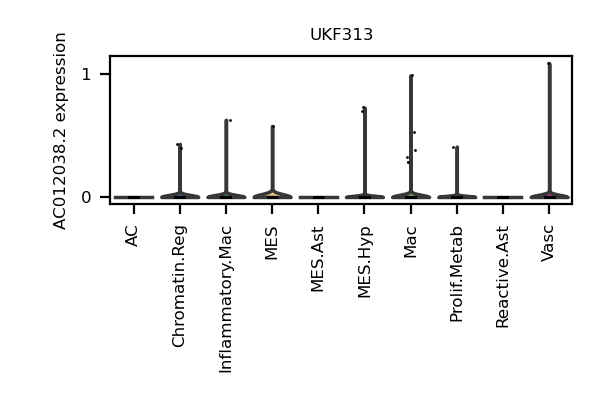 UKF313
AC012038.2 expression
1
0
AC
Chromatin.Reg
Inflammatory.Mac
MES
MES.Ast
MES.Hyp
Mac
Prolif.Metab
Reactive.Ast
Vasc